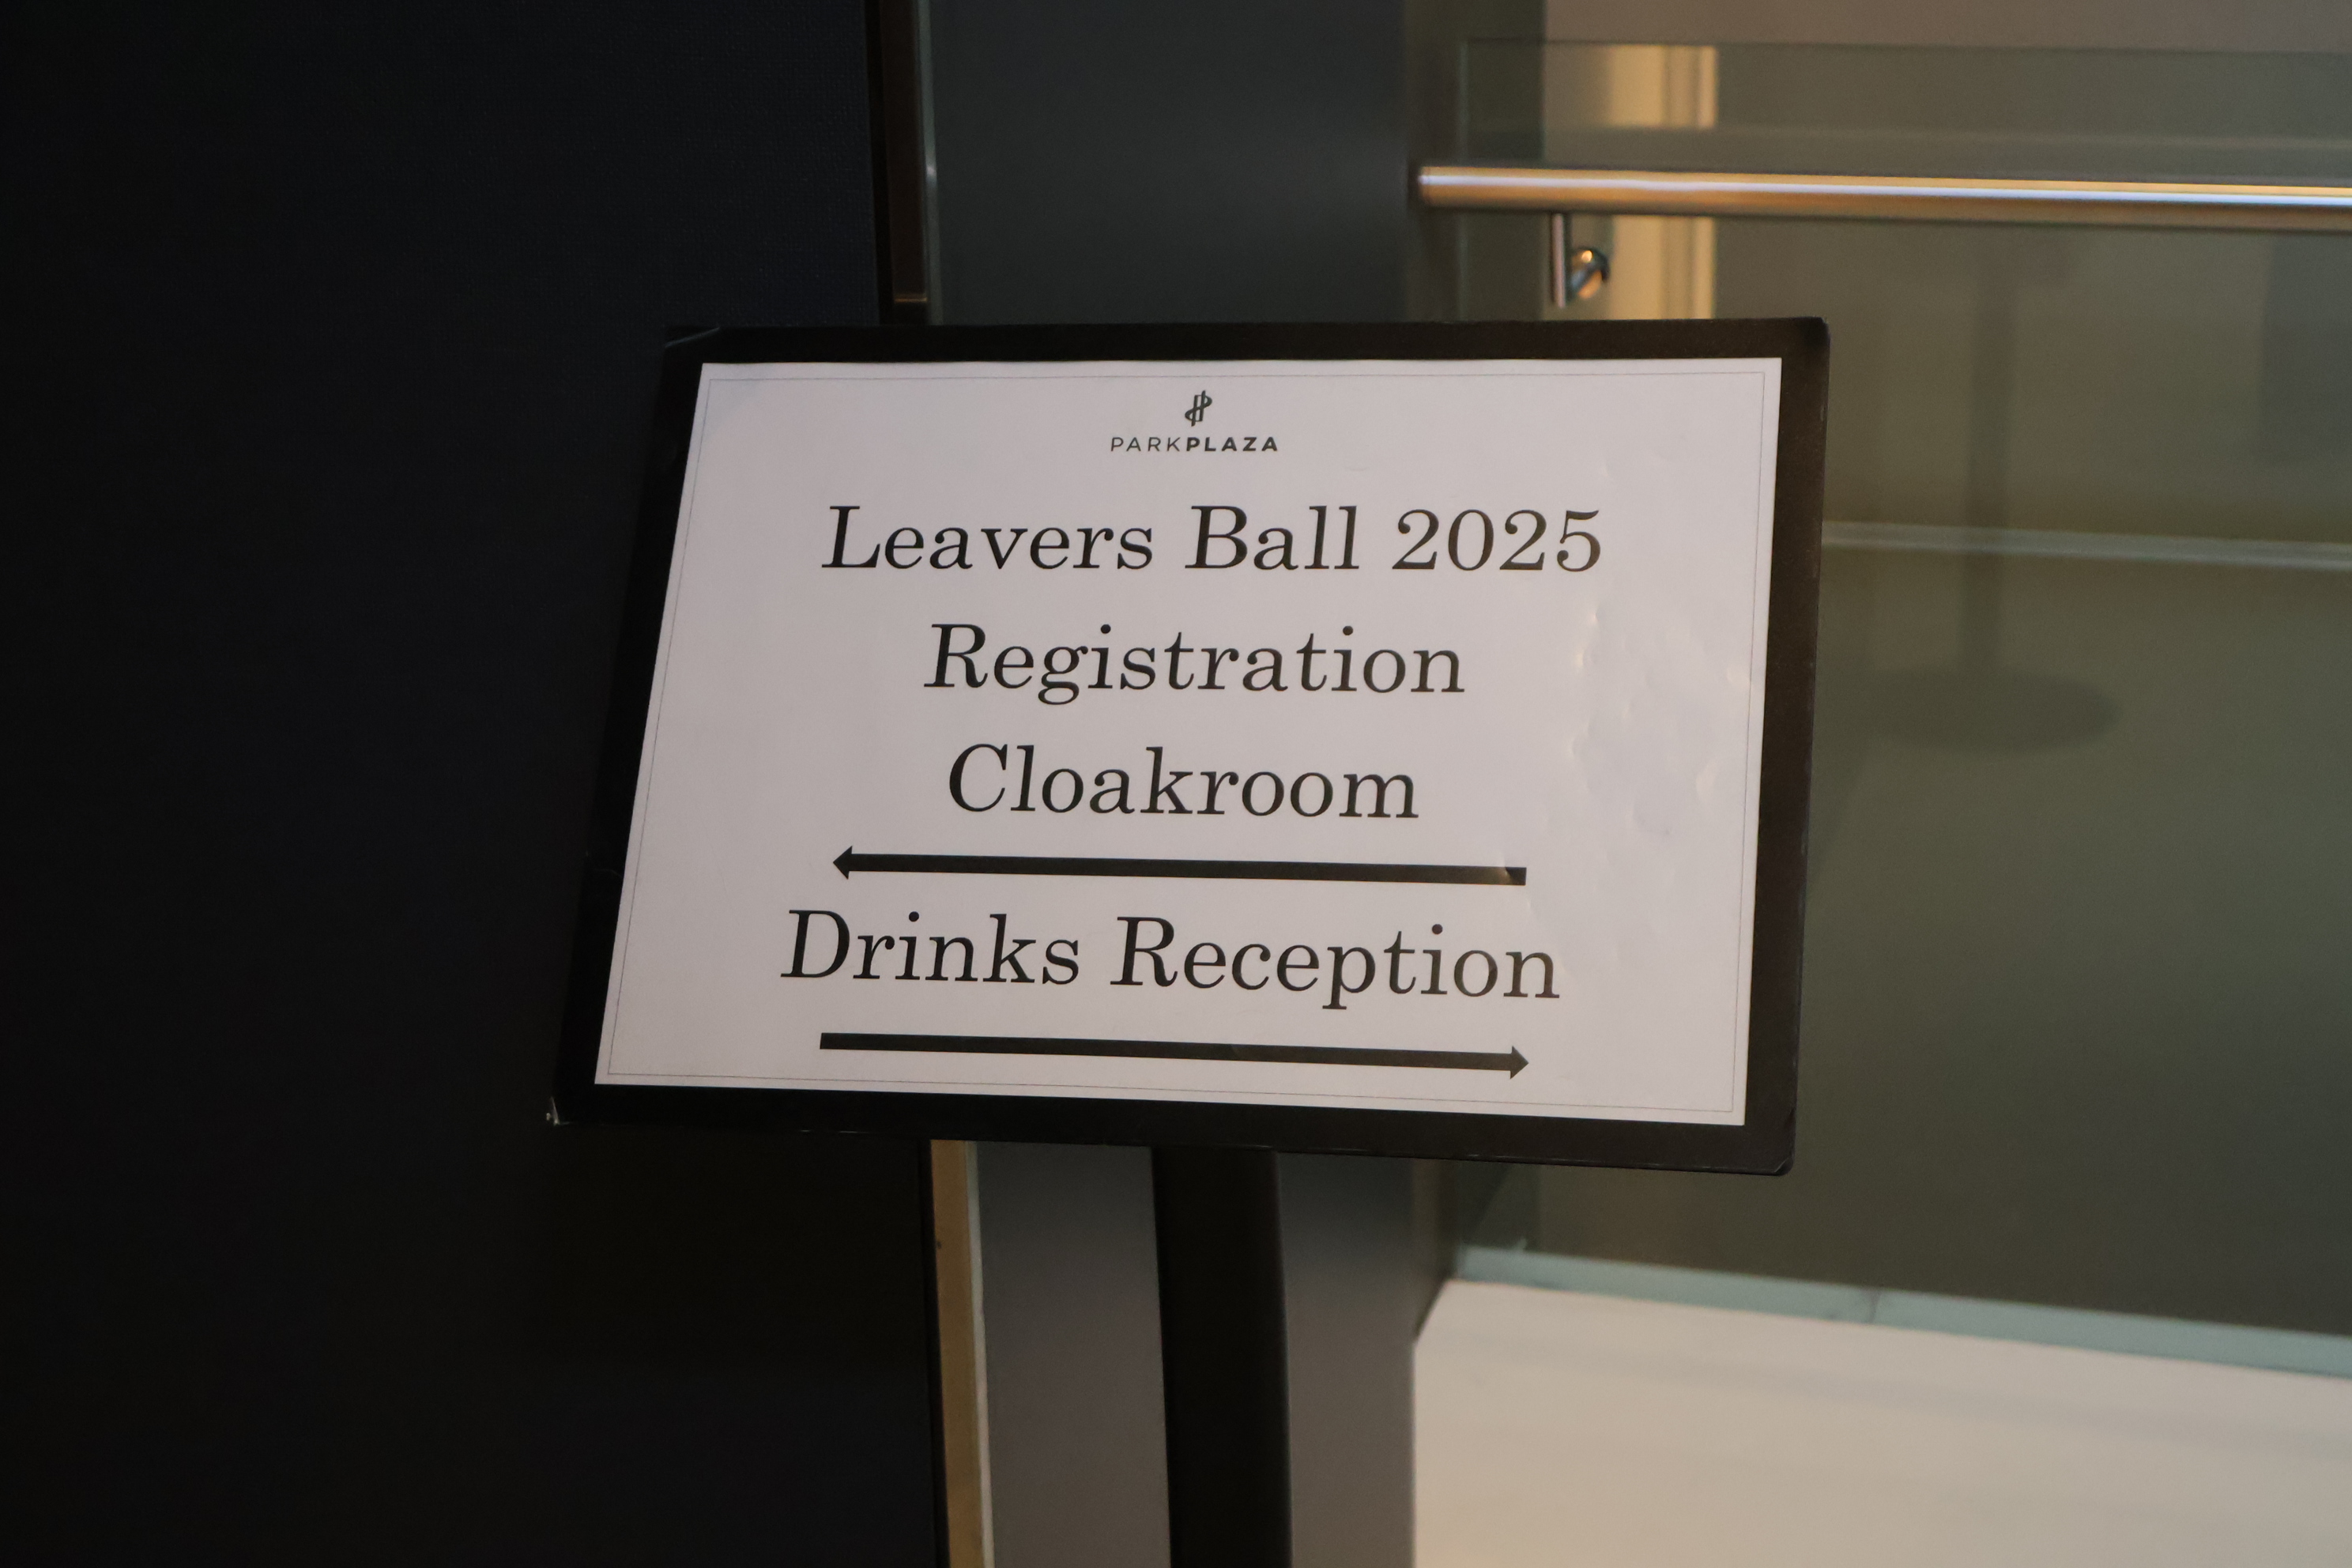 PARKPLAZA
Leavers Ball 2025
Registration
Cloakroom
Drinks Reception